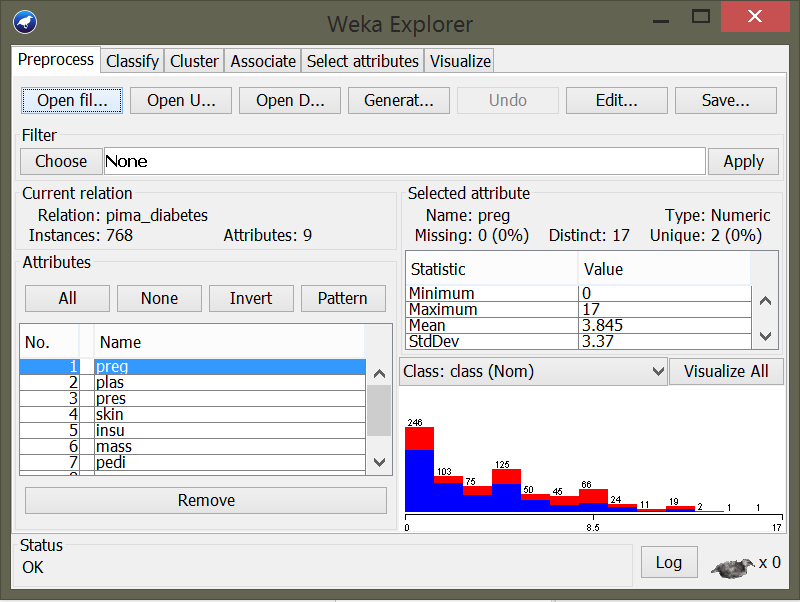 Weka Explorer
Preprocess Classify Cluster Associate Select attributes Visualize
Open fil... Open U... Open D... Generat... Undo Edit... Save...
Filter
Choose None Apply
Current relation
Relation: pima_diabetes
Instances: 768 Attributes: 9
Selected attribute
Name: preg Type: Numeric
Missing: 0 (0%) Distinct: 17 Unique: 2 (0%)
Statistic Value
Minimum 0
Maximum 17
Mean 3.845
StdDev 3.37
Attributes
All None Invert Pattern
No. Name
1 preg
2 plas
3 pres
4 skin
5 insu
6 mass
7 pedi
Remove
Class: class (Nom) Visualize All
246
103
75
125
50
45
66
24
11
19
2
1
1
0 8.5 17
Status
OK
Log x 0